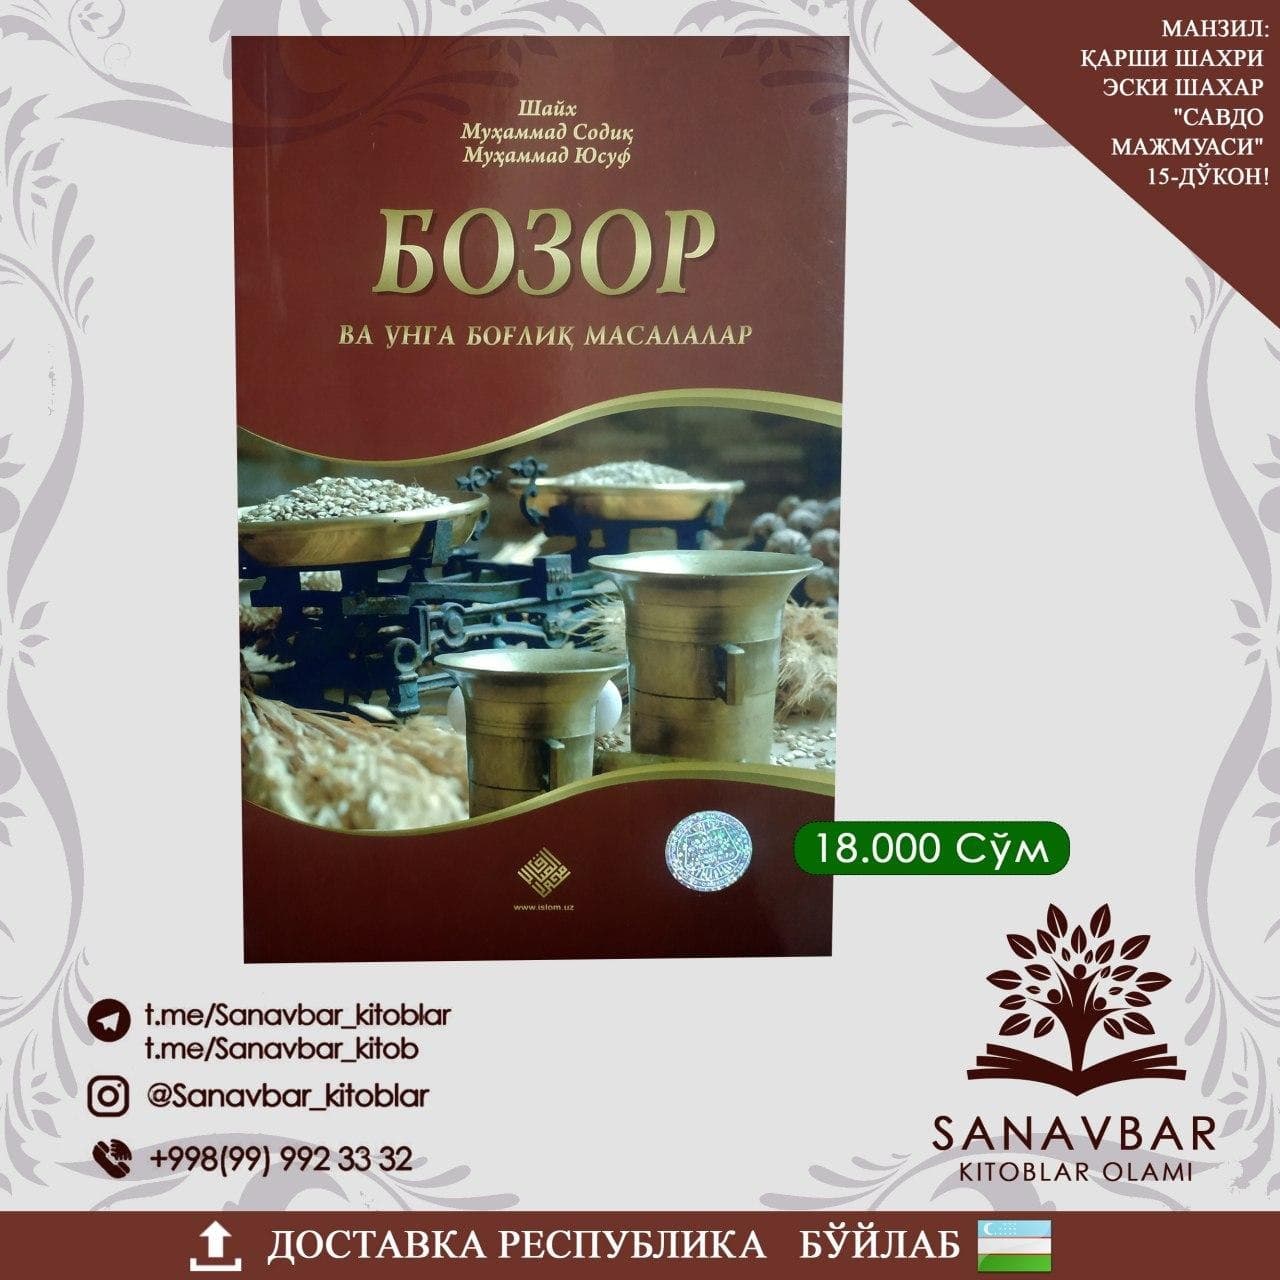 МАНЗИЛ:
ҚАРШИ ШАХРИ
ЭСКИ ШАХАР
"САВДО
МАЖМУАСИ"
15-ДЎКОН!
Шайх
Муҳаммад Содиқ
Муҳаммад Юсуф
БОЗОР
ВА УНГА БОҒЛИҚ МАСАЛАЛАР
www.islom.uz
18.000 Сўм
t.me/Sanavbar_kitoblar
t.me/Sanavbar_kitob
@Sanavbar_kitoblar
+998(99) 992 33 32
SANAVBAR
KITOBLAR OLAMI
ДОСТАВКА РЕСПУБЛИКА БЎЙЛАБ